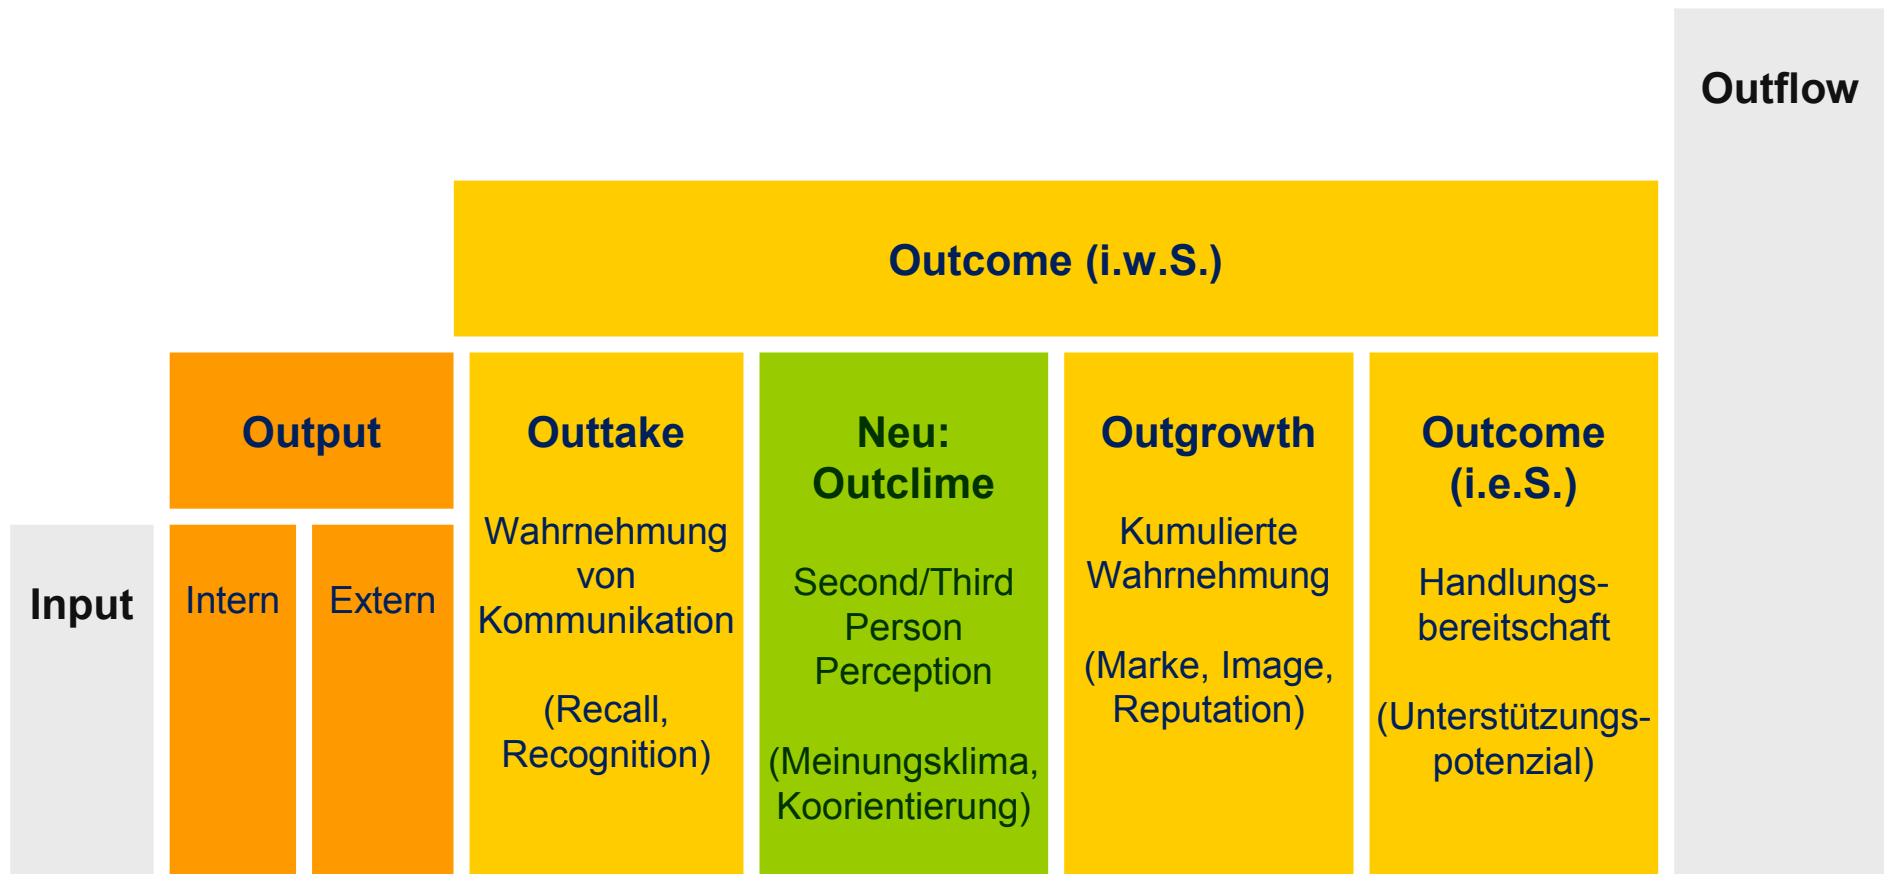 Outflow
Outcome (i.w.S.)
Input
Output
Intern
Extern
Outtake
Wahrnehmung
von
Kommunikation
(Recall,
Recognition)
Neu:
Outclime
Second/Third
Person
Perception
(Meinungsklima,
Koorientierung)
Outgrowth
Kumulierte
Wahrnehmung
(Marke, Image,
Reputation)
Outcome
(i.e.S.)
Handlungs-
bereitschaft
(Unterstützungs-
potenzial)